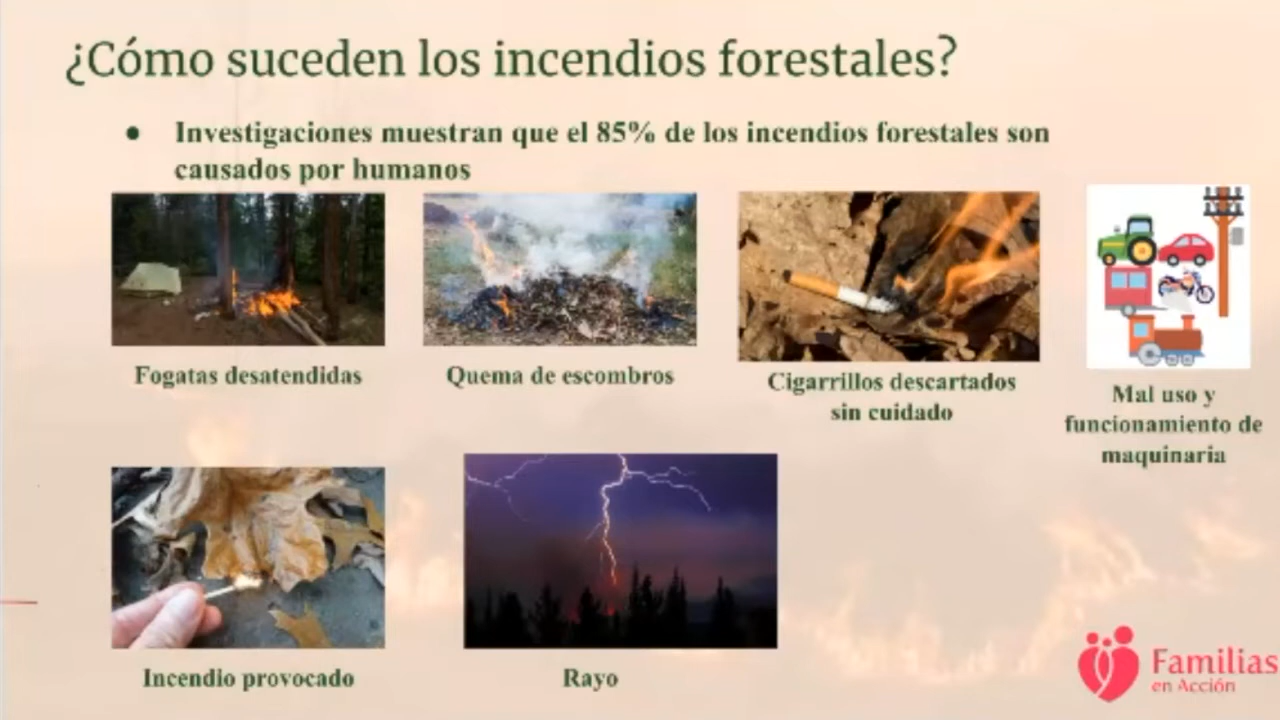 ¿Cómo suceden los incendios forestales?
● Investigaciones muestran que el 85% de los incendios forestales son
causados por humanos
Fogatas desatendidas
Quema de escombros
Cigarrillos descartados
sin cuidado
Mal uso y
funcionamiento de
maquinaria
Incendio provocado
Rayo
Familias
en Acción